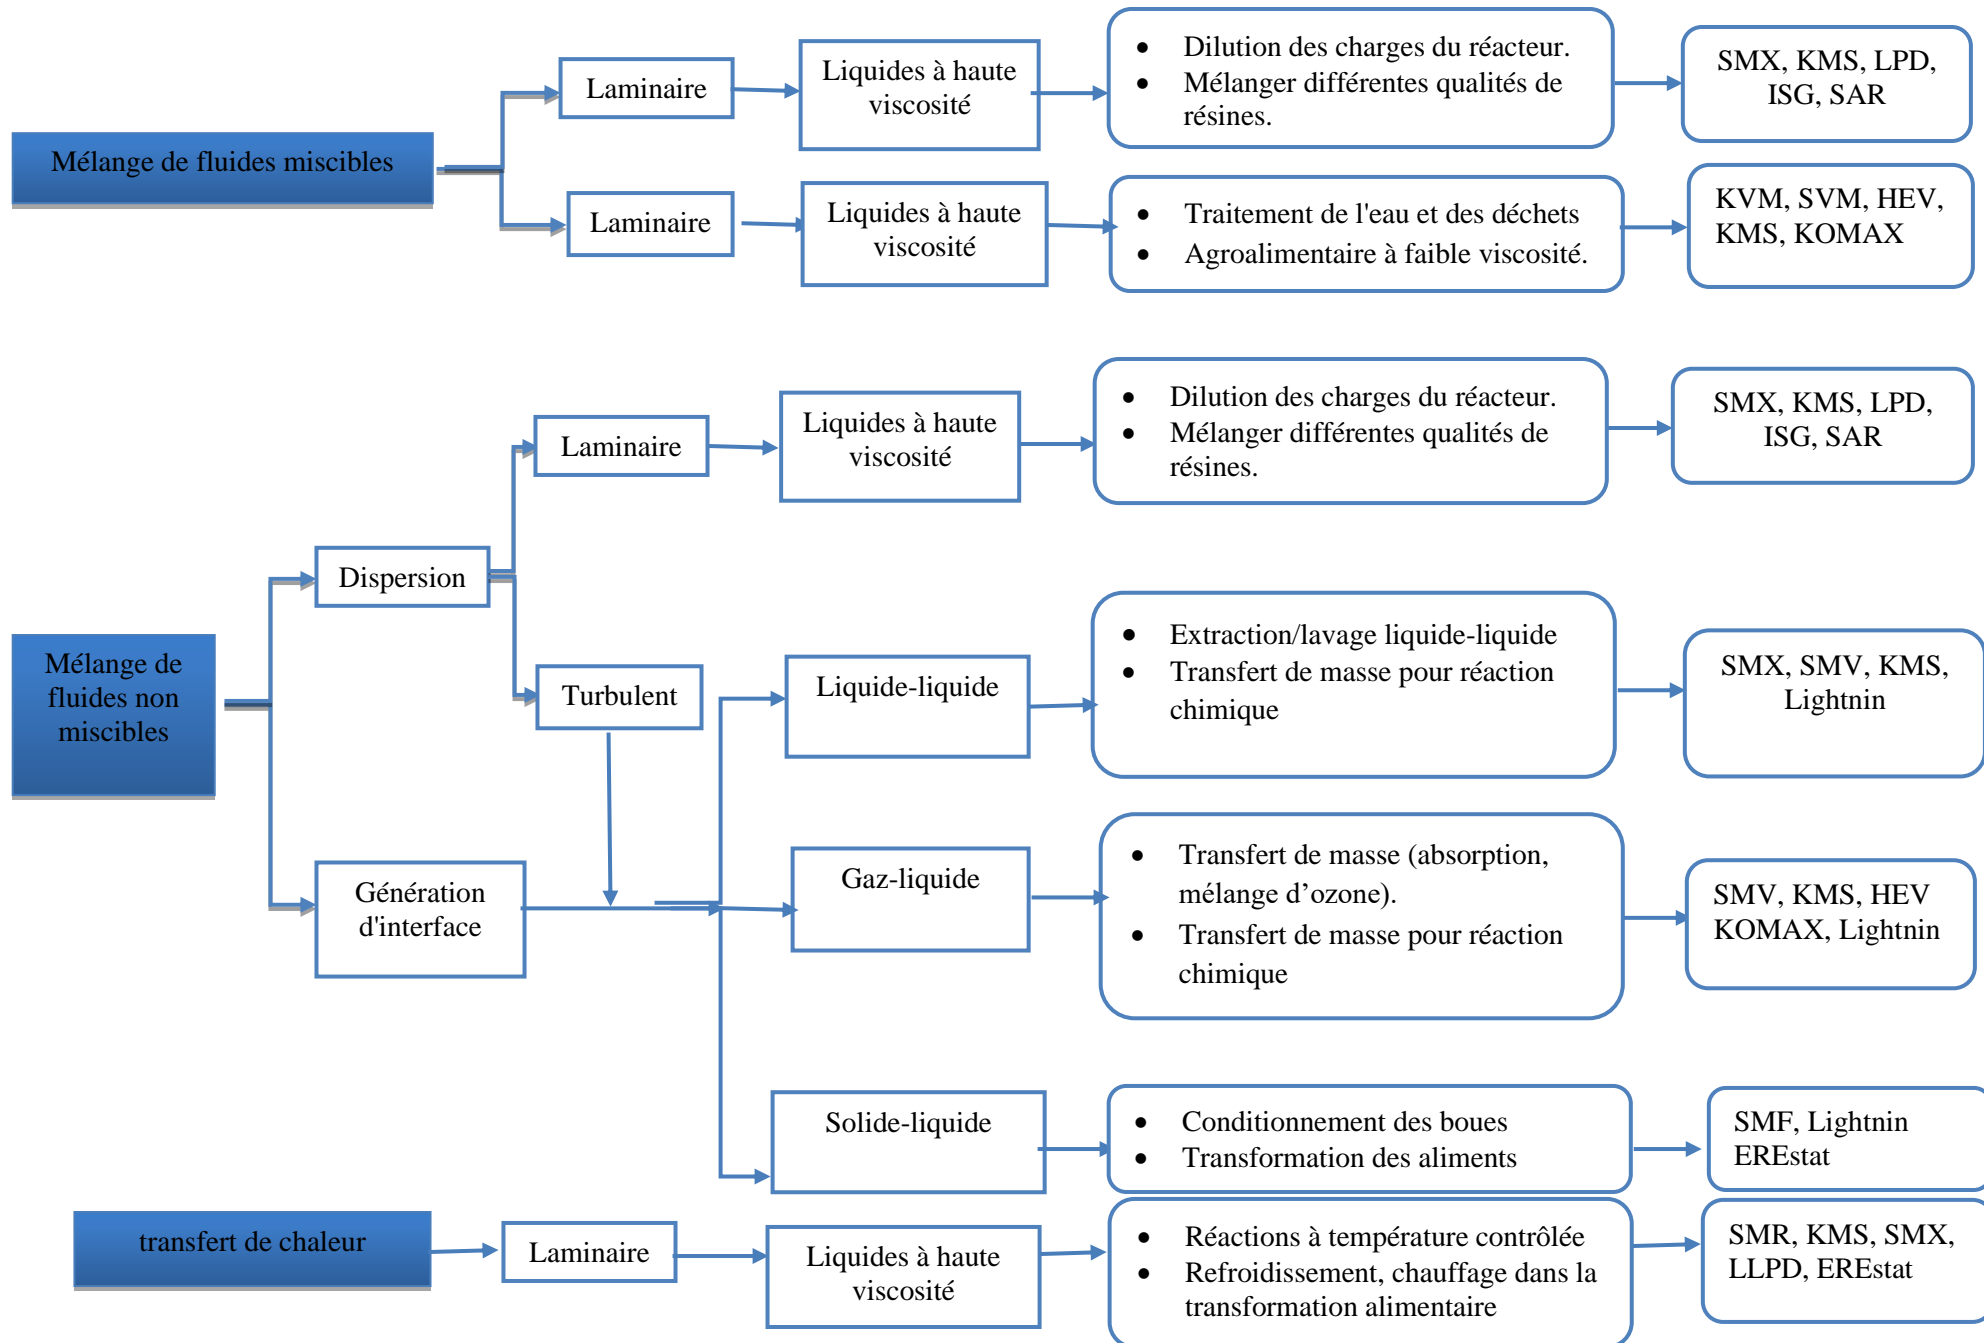 Mélange de fluides miscibles
Laminaire
Liquides à haute
viscosité
• Dilution des charges du réacteur.
• Mélanger différentes qualités de
résines.
SMX, KMS, LPD,
ISG, SAR
Laminaire
Liquides à haute
viscosité
• Traitement de l'eau et des déchets
• Agroalimentaire à faible viscosité.
KVM, SVM, HEV,
KMS, KOMAX
Mélange de
fluides non
miscibles
Dispersion
Laminaire
Liquides à haute
viscosité
• Dilution des charges du réacteur.
• Mélanger différentes qualités de
résines.
SMX, KMS, LPD,
ISG, SAR
Turbulent
Liquide-liquide
• Extraction/lavage liquide-liquide
• Transfert de masse pour réaction
chimique
SMX, SMV, KMS,
Lightnin
Génération
d'interface
Gaz-liquide
• Transfert de masse (absorption,
mélange d’ozone).
• Transfert de masse pour réaction
chimique
SMV, KMS, HEV
KOMAX, Lightnin
Solide-liquide
• Conditionnement des boues
• Transformation des aliments
SMF, Lightnin
EREstat
transfert de chaleur
Laminaire
Liquides à haute
viscosité
• Réactions à température contrôlée
• Refroidissement, chauffage dans la
transformation alimentaire
SMR, KMS, SMX,
LLPD, EREstat